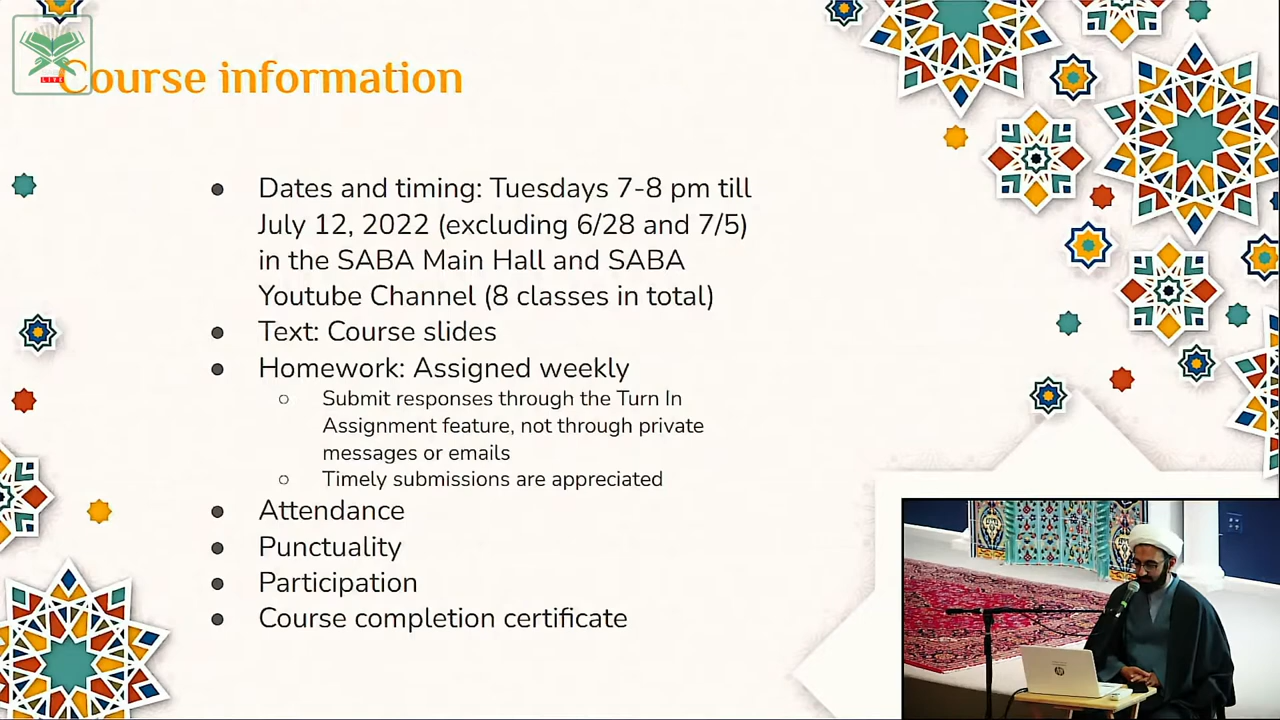 LIVE
Course information
● Dates and timing: Tuesdays 7-8 pm till
July 12, 2022 (excluding 6/28 and 7/5)
in the SABA Main Hall and SABA
Youtube Channel (8 classes in total)
● Text: Course slides
● Homework: Assigned weekly
○ Submit responses through the Turn In
Assignment feature, not through private
messages or emails
○ Timely submissions are appreciated
● Attendance
● Punctuality
● Participation
● Course completion certificate
hp